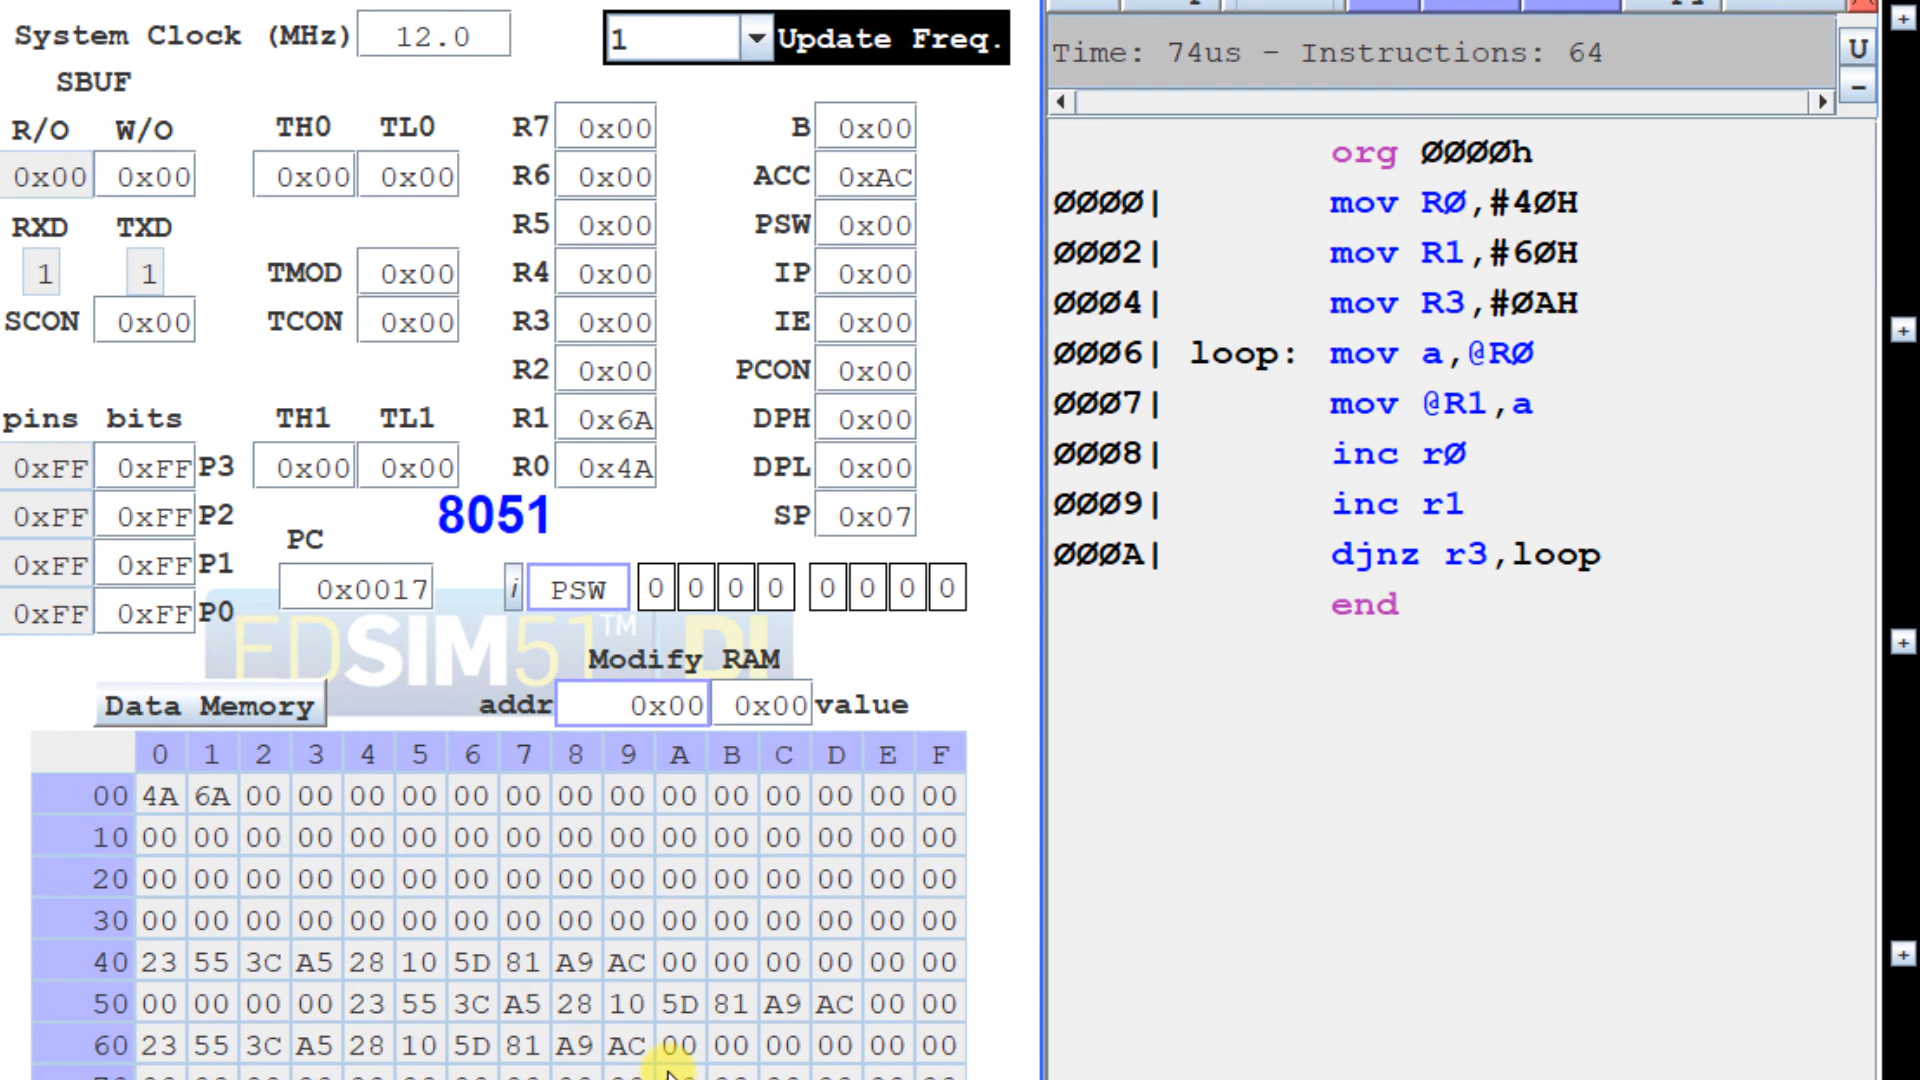 System Clock (MHz) 12.0 1 Update Freq.
SBUF
R/O W/O TH0 TL0 R7 0x00 B 0x00
0x00 0x00 0x00 0x00 R6 0x00 ACC 0xAC
RXD TXD R5 0x00 PSW 0x00
1 1 TMOD 0x00 R4 0x00 IP 0x00
SCON 0x00 TCON 0x00 R3 0x00 IE 0x00
R2 0x00 PCON 0x00
pins bits TH1 TL1 R1 0x6A DPH 0x00
0xFF 0xFF P3 0x00 0x00 R0 0x4A DPL 0x00
0xFF 0xFF P2 8051 SP 0x07
PC
0xFF 0xFF P1 0x0017 i PSW 0 0 0 0 0 0 0 0
0xFF 0xFF P0
EDSIM51™ DI
Modify RAM
Data Memory addr 0x00 0x00 value
0 1 2 3 4 5 6 7 8 9 A B C D E F
00 4A 6A 00 00 00 00 00 00 00 00 00 00 00 00 00 00
10 00 00 00 00 00 00 00 00 00 00 00 00 00 00 00 00
20 00 00 00 00 00 00 00 00 00 00 00 00 00 00 00 00
30 00 00 00 00 00 00 00 00 00 00 00 00 00 00 00 00
40 23 55 3C A5 28 10 5D 81 A9 AC 00 00 00 00 00 00
50 00 00 00 00 23 55 3C A5 28 10 5D 81 A9 AC 00 00
60 23 55 3C A5 28 10 5D 81 A9 AC 00 00 00 00 00 00
Time: 74us - Instructions: 64
U
-
org 0000h
0000| mov R0,#40H
0002| mov R1,#60H
0004| mov R3,#0AH
0006| loop: mov a,@R0
0007| mov @R1,a
0008| inc r0
0009| inc r1
000A| djnz r3,loop
end
+
+
+
+